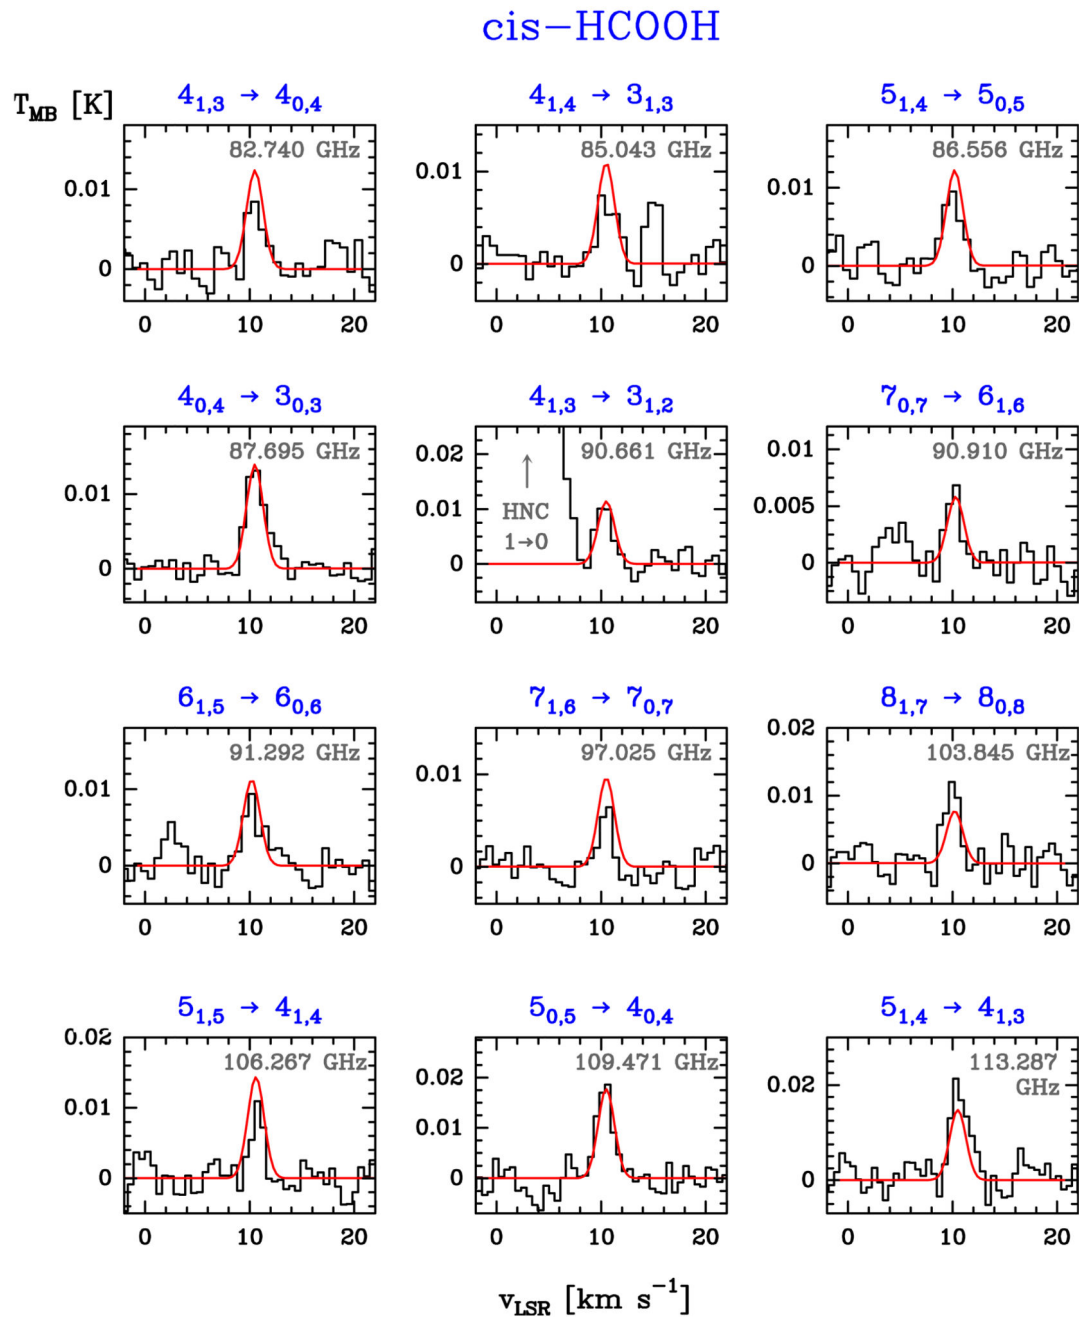 cis−HCOOH
T_MB [K]
4_1,3 → 4_0,4
4_1,4 → 3_1,3
5_1,4 → 5_0,5
82.740 GHz
85.043 GHz
86.556 GHz
0.01
0
0.01
0
0.01
0
0 10 20
0 10 20
0 10 20
4_0,4 → 3_0,3
4_1,3 → 3_1,2
7_0,7 → 6_1,6
87.695 GHz
90.661 GHz
90.910 GHz
0.01
0
0.02
0.01
0
HNC
1→0
0.01
0.005
0
0 10 20
0 10 20
0 10 20
6_1,5 → 6_0,6
7_1,6 → 7_0,7
8_1,7 → 8_0,8
91.292 GHz
97.025 GHz
103.845 GHz
0.01
0
0.01
0
0.02
0.01
0
0 10 20
0 10 20
0 10 20
5_1,5 → 4_1,4
5_0,5 → 4_0,4
5_1,4 → 4_1,3
106.267 GHz
109.471 GHz
113.287
GHz
0.02
0.01
0
0.02
0.01
0
0.02
0
0 10 20
0 10 20
0 10 20
v_LSR [km s^−1]